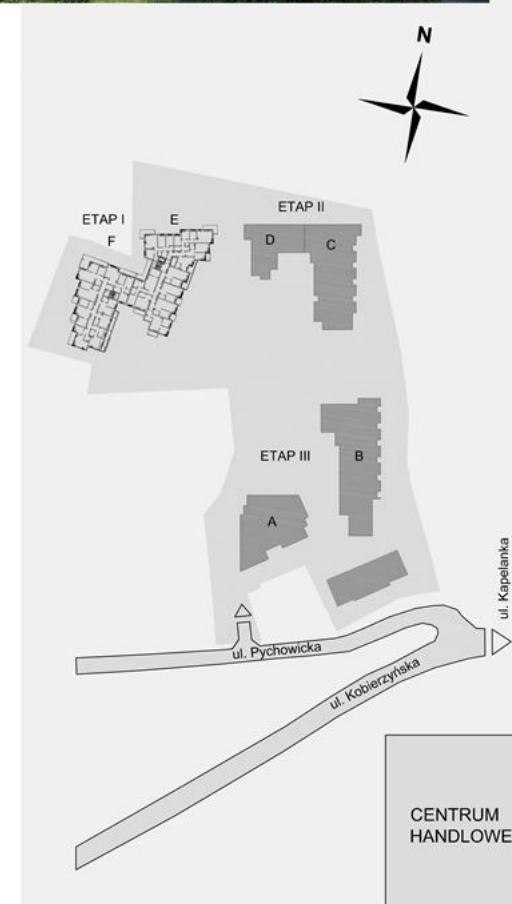 N
ETAP II
ETAP I
E
F
D
C
ETAP III
B
A
ul. Kapelanka
ul. Pychowicka
ul. Kobierzyńska
CENTRUM
HANDLOWE